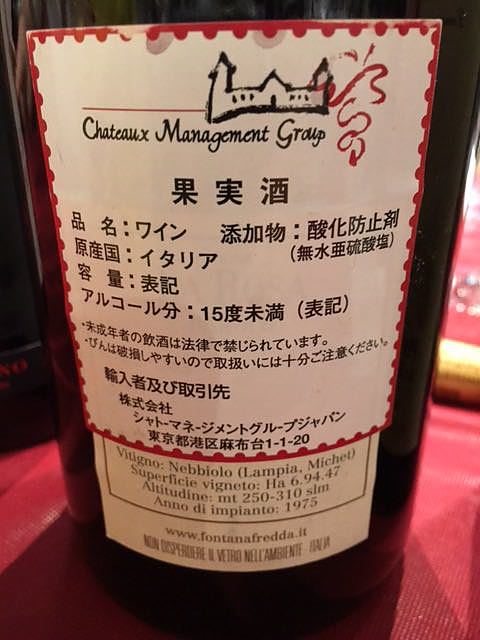 Chateaux Management Group
果実酒
品 名：ワイン 添加物：酸化防止剤
原産国：イタリア (無水亜硫酸塩)
容 量：表記
アルコール分：15度未満（表記）
・未成年者の飲酒は法律で禁じられています。
・びんは破損しやすいので取扱いには十分ご注意ください。
輸入者及び取引先
株式会社
シャトーマネージメントグループジャパン
東京都港区麻布台1-1-20
Vitigno: Nebbiolo (Lampia, Michet)
Superficie vigneto: Ha 6.94.47
Altitudine: mt 250-310 slm
Anno di impianto: 1975
www.fontanafredda.it
NON DISPERDERE IL VETRO NELL'AMBIENTE - ITALIA